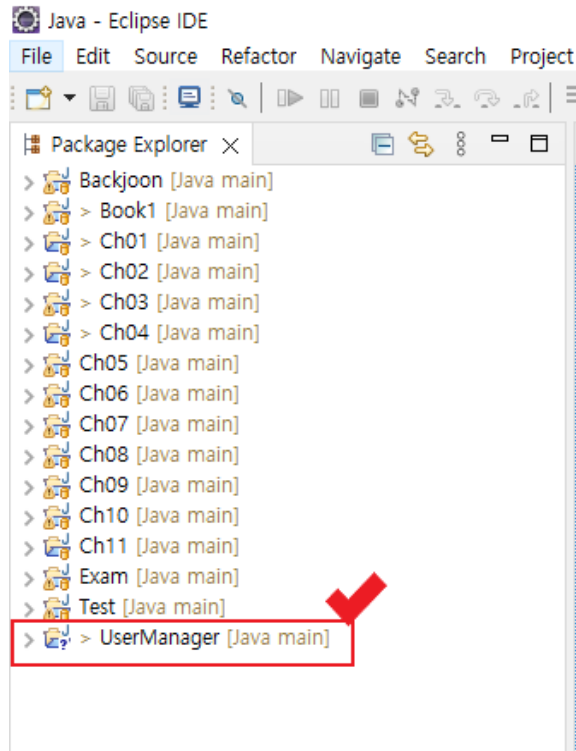 Java - Eclipse IDE
File Edit Source Refactor Navigate Search Project
Package Explorer
Backjoon [Java main]
> Book1 [Java main]
> Ch01 [Java main]
> Ch02 [Java main]
> Ch03 [Java main]
> Ch04 [Java main]
Ch05 [Java main]
Ch06 [Java main]
Ch07 [Java main]
Ch08 [Java main]
Ch09 [Java main]
Ch10 [Java main]
Ch11 [Java main]
Exam [Java main]
Test [Java main]
> UserManager [Java main]